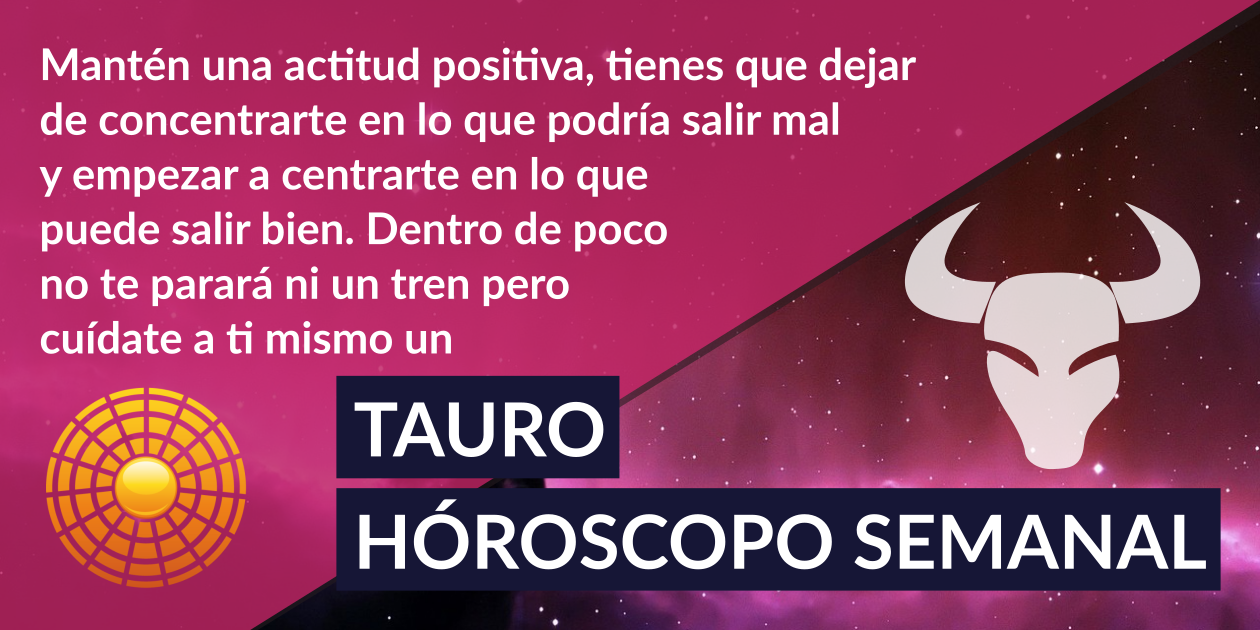 Mantén una actitud positiva, tienes que dejar
de concentrarte en lo que podría salir mal
y empezar a centrarte en lo que
puede salir bien. Dentro de poco
no te parará ni un tren pero
cuídate a ti mismo un
TAURO
HÓROSCOPO SEMANAL